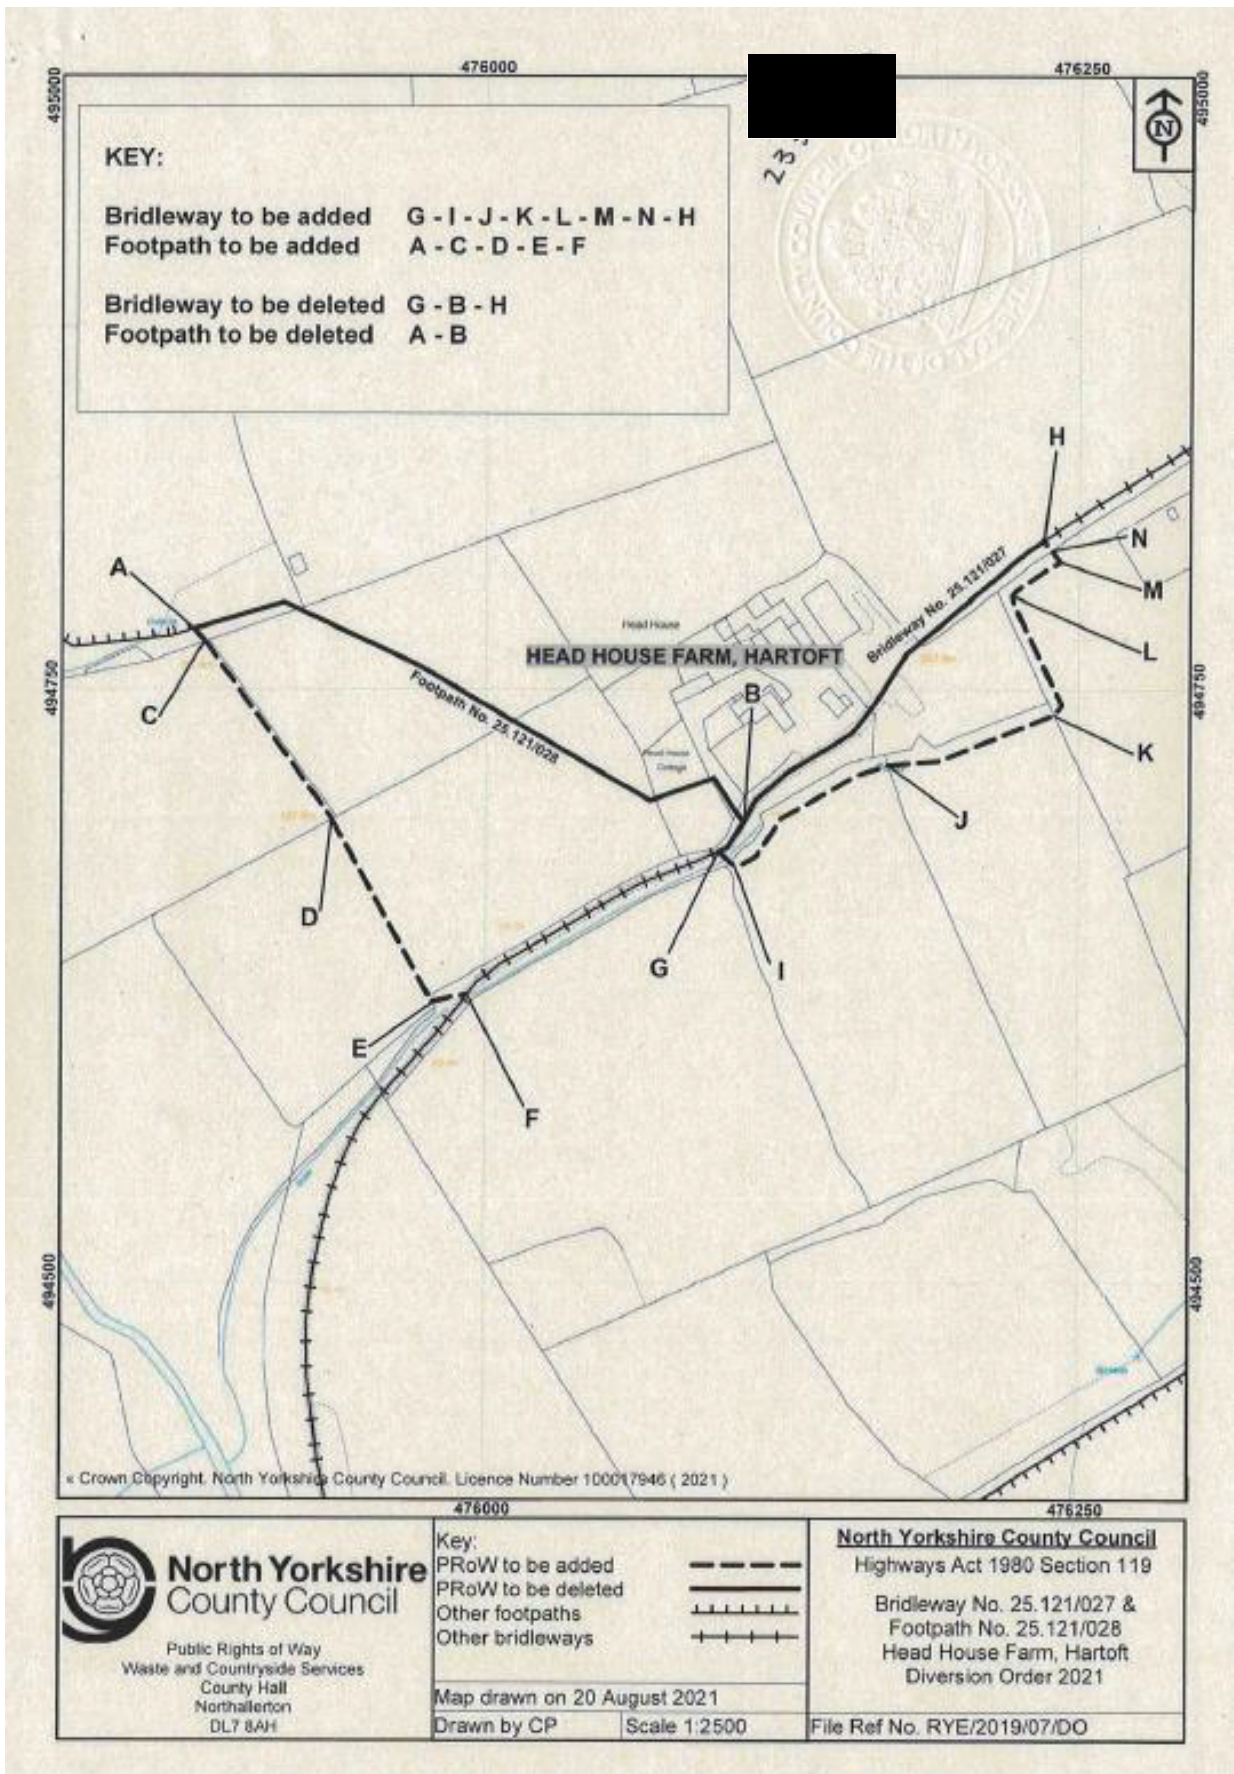 476000
476250
495000
495000
N
KEY:
Bridleway to be added G - I - J - K - L - M - N - H
Footpath to be added A - C - D - E - F
Bridleway to be deleted G - B - H
Footpath to be deleted A - B
H
N
A
M
Bridleway No. 25.121/027
Head House
L
HEAD HOUSE FARM, HARTOFT
494750
494750
Footpath No. 25.121/028
B
C
Head House
Cottage
K
J
D
G
I
E
F
494500
494500
© Crown Copyright. North Yorkshire County Council. Licence Number 100017946 ( 2021 )
476000
476250
North Yorkshire
County Council
Public Rights of Way
Waste and Countryside Services
County Hall
Northallerton
DL7 8AH
Key:
PRoW to be added
PRoW to be deleted
Other footpaths
Other bridleways
Map drawn on 20 August 2021
Drawn by CP
Scale 1:2500
North Yorkshire County Council
Highways Act 1980 Section 119
Bridleway No. 25.121/027 &
Footpath No. 25.121/028
Head House Farm, Hartoft
Diversion Order 2021
File Ref No. RYE/2019/07/DO